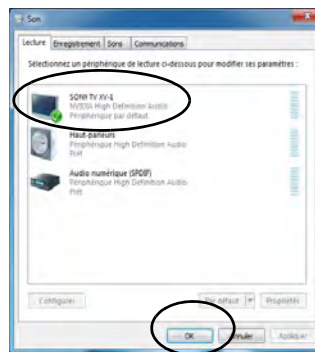 Son
Lecture Enregistrement Sons Communications
Sélectionnez un périphérique de lecture ci-dessous pour modifier ses paramètres :
SONY TV XV-1
NVIDIA High Definition Audio
Périphérique par défaut
Haut-parleurs
Périphérique High Definition Audio
Prêt
Audio numérique (SPDIF)
Périphérique High Definition Audio
Prêt
Configurer Par défaut Propriétés
OK Annuler Appliquer